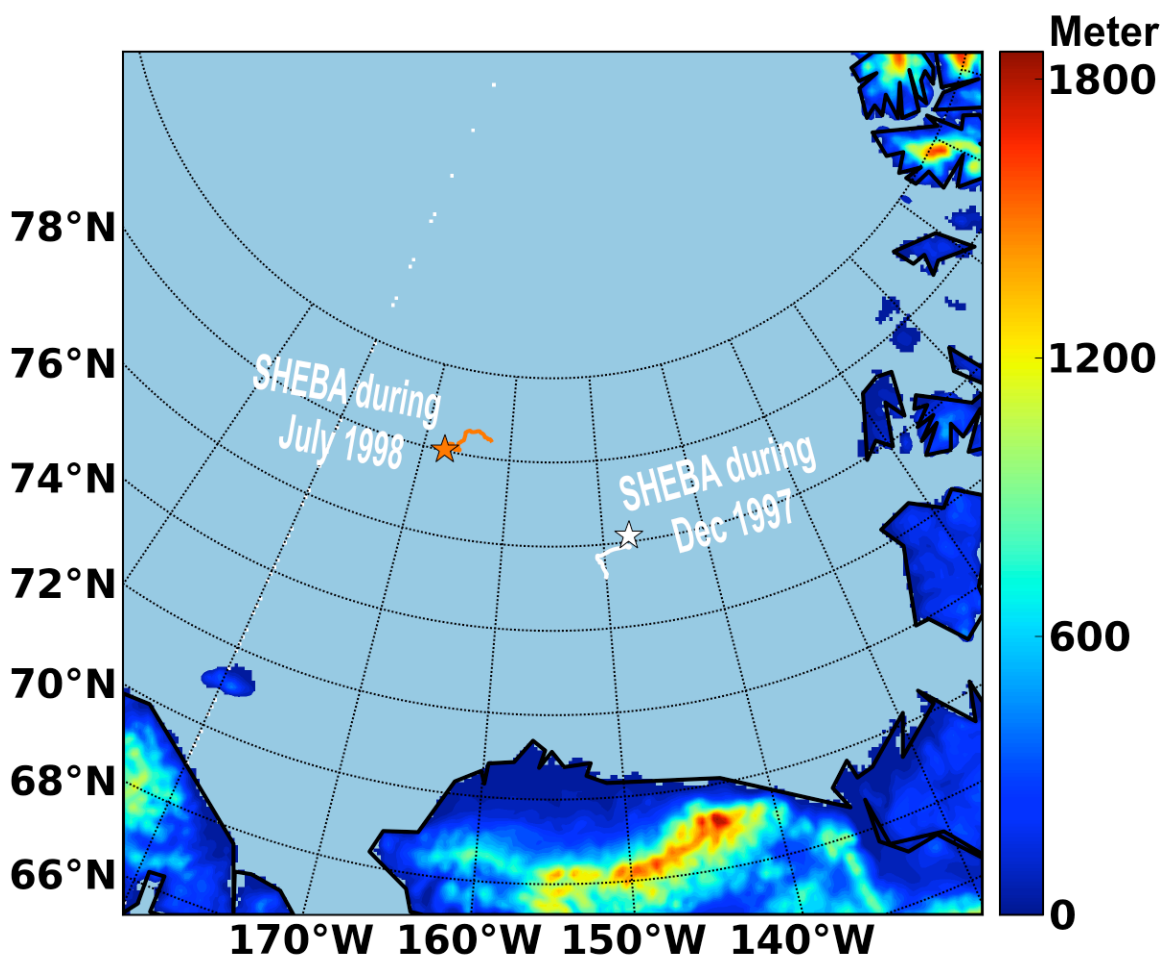 Meter
1800
1200
600
0
78°N
76°N
74°N
72°N
70°N
68°N
66°N
170°W 160°W 150°W 140°W
SHEBA during
July 1998
SHEBA during
Dec 1997